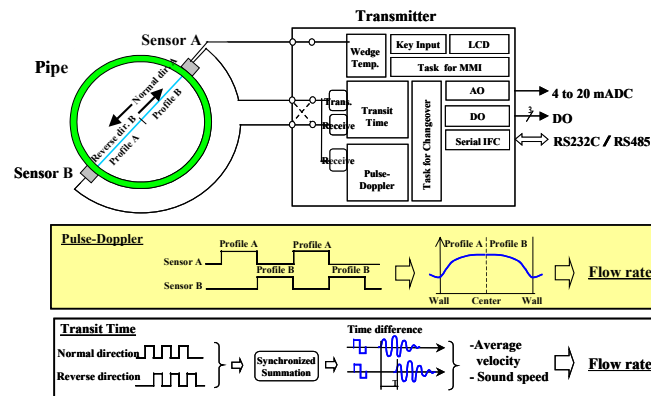 Transmitter
Sensor A
Pipe
Normal dir. A
Profile B
Reverse dir. B
Profile A
Sensor B
Wedge Temp.
Key Input
LCD
Task for MMI
Trans.
Receive
Receive
Transit Time
Pulse-Doppler
Task for Changeover
AO
DO
Serial IFC
4 to 20 mADC
3
DO
RS232C / RS485
Pulse-Doppler
Profile A Profile A
Sensor A
Profile B Profile B
Sensor B
Profile A Profile B
Wall Center Wall
Flow rate
Transit Time
Normal direction
Reverse direction
Synchronized Summation
Time difference
T
-Average velocity
- Sound speed
Flow rate